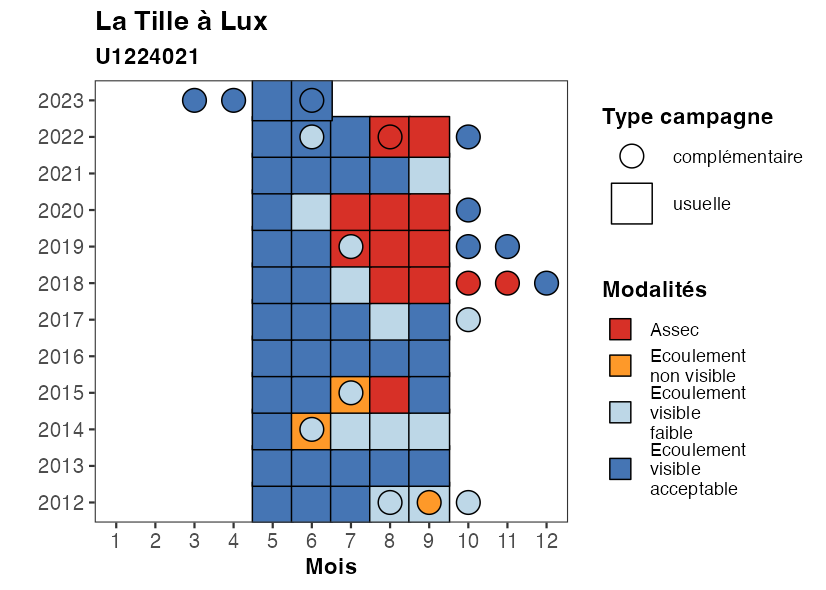 La Tille à Lux
U1224021
2023
2022
2021
2020
2019
2018
2017
2016
2015
2014
2013
2012
1 2 3 4 5 6 7 8 9 10 11 12
Mois
Type campagne
complémentaire
usuelle
Modalités
Assec
Ecoulement
non visible
Ecoulement
visible
faible
Ecoulement
visible
acceptable